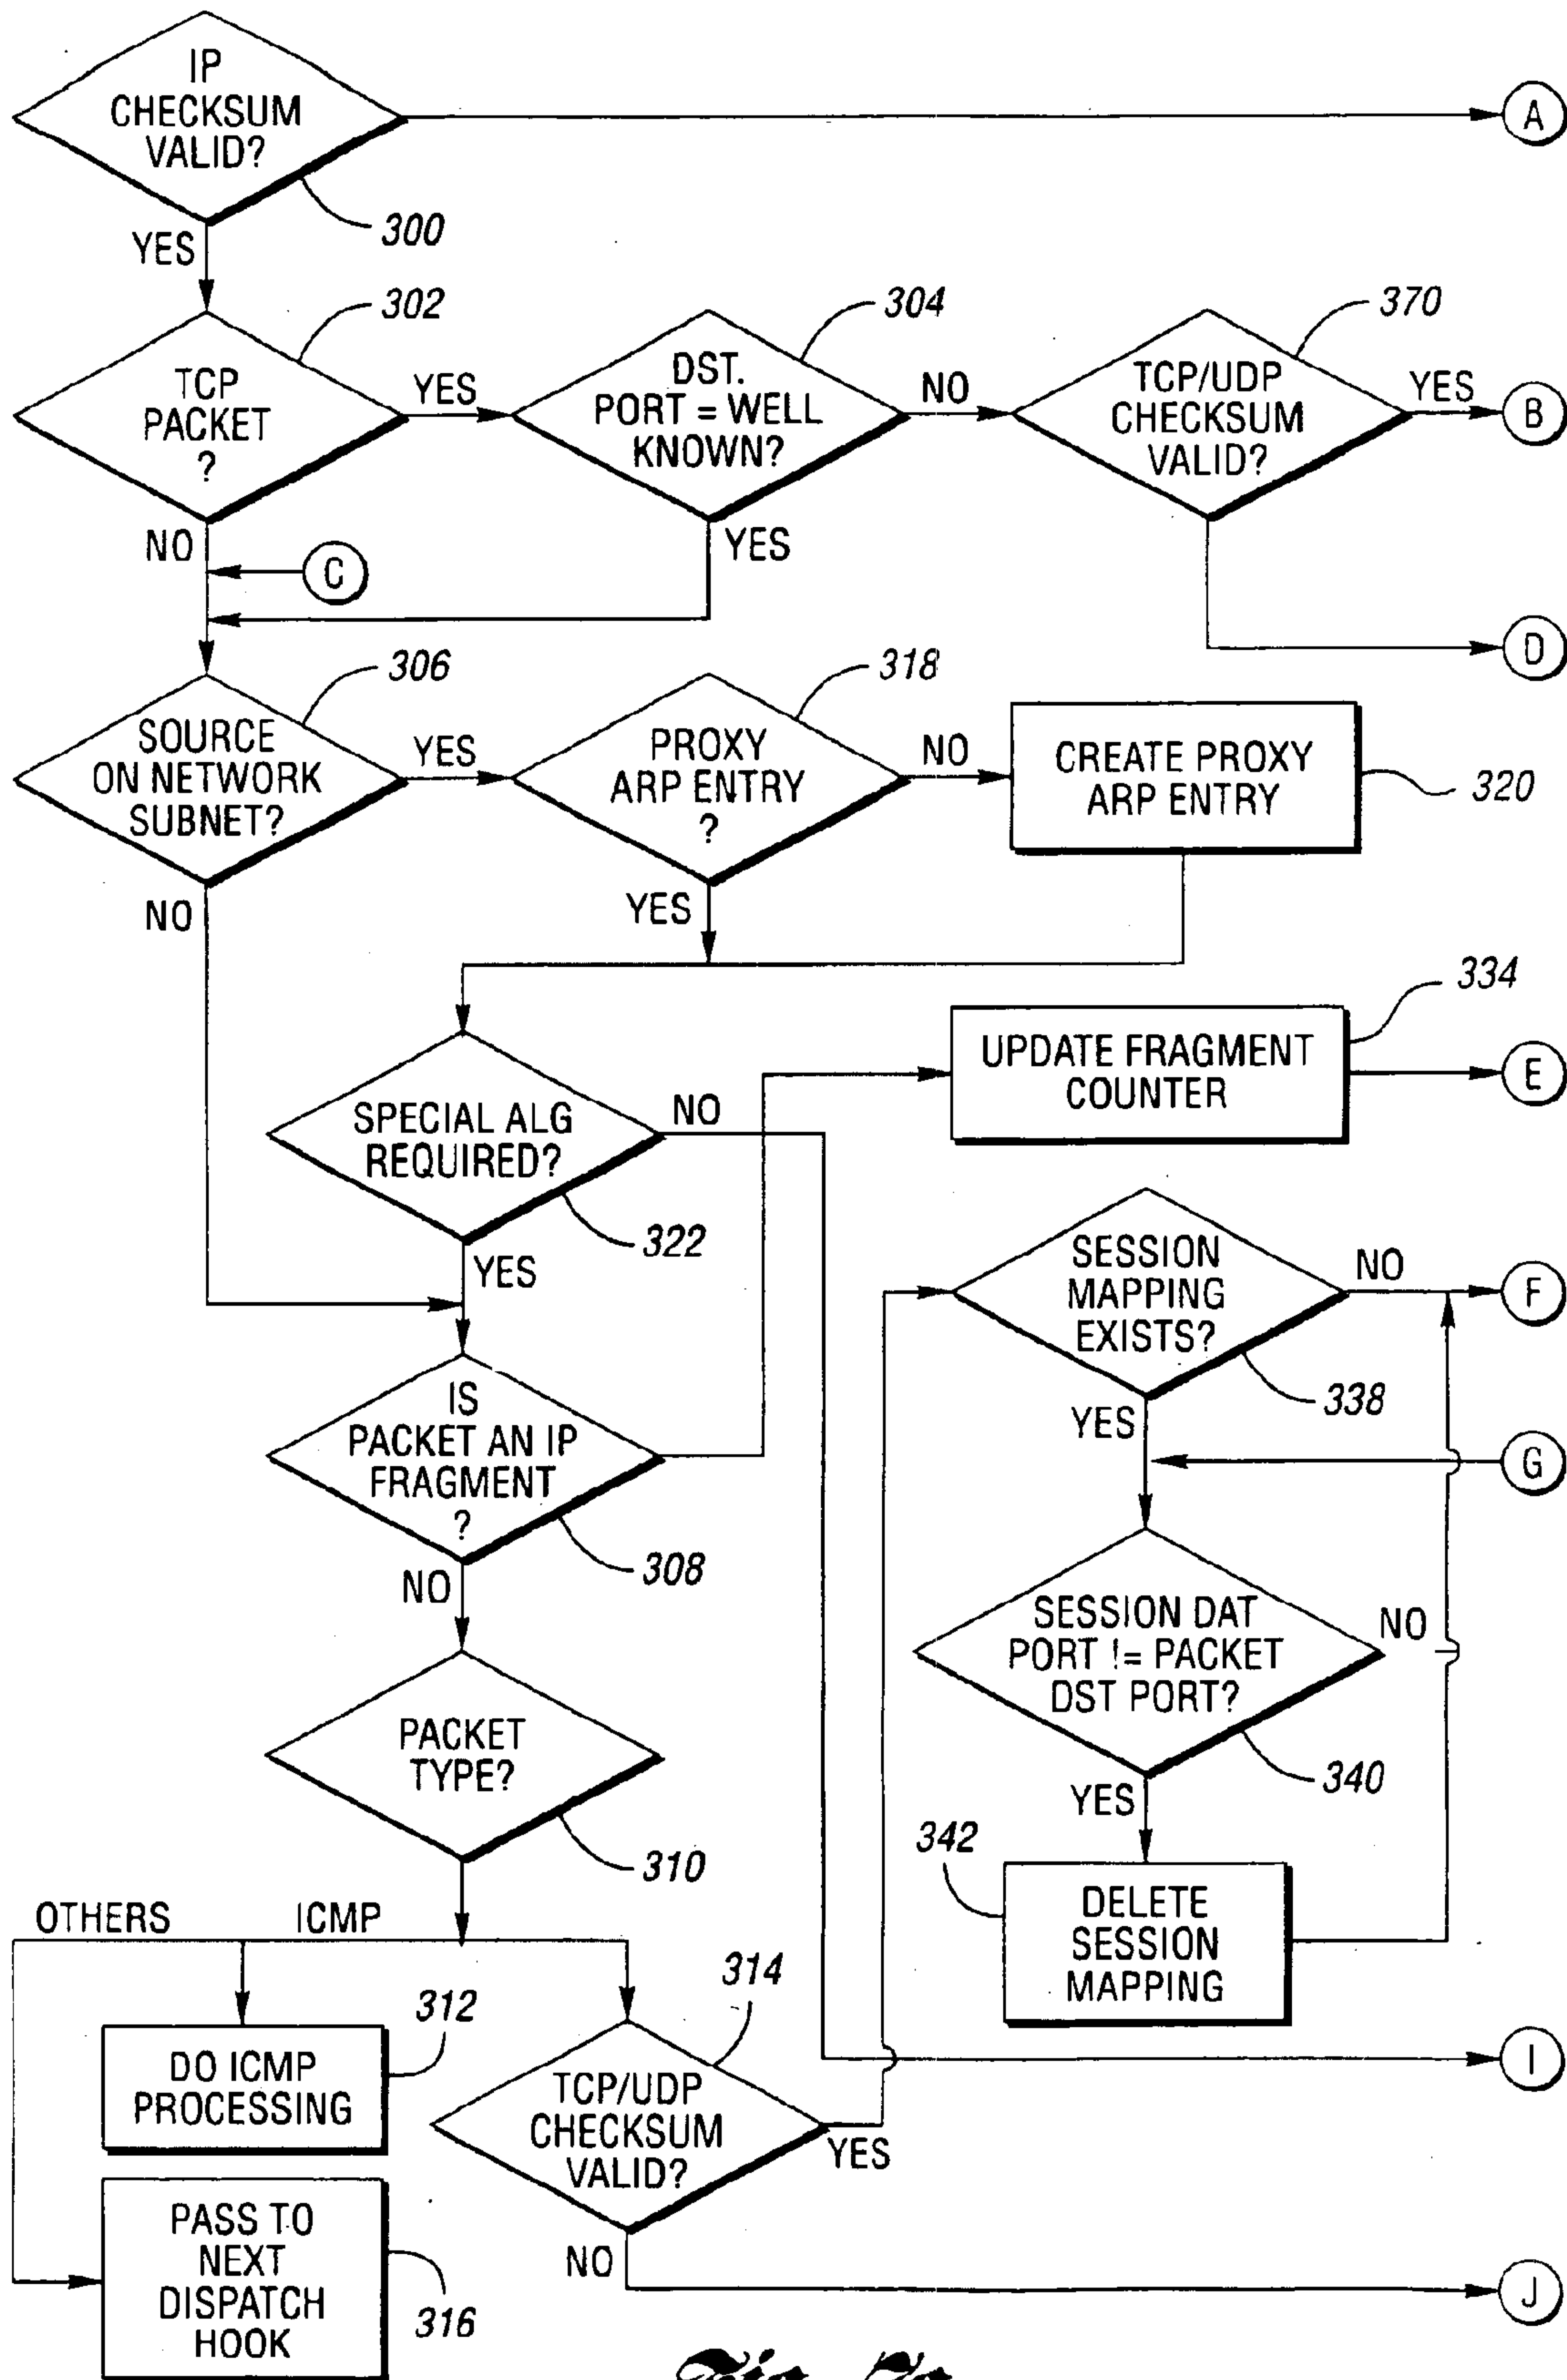 IP
CHECKSUM
VALID?
A
300
YES
302
304
370
TCP
PACKET
?
YES
DST.
PORT = WELL
KNOWN?
NO
TCP/UDP
CHECKSUM
VALID?
YES
B
NO
C
YES
D
306
318
SOURCE
ON NETWORK
SUBNET?
YES
PROXY
ARP ENTRY
?
NO
CREATE PROXY
ARP ENTRY
320
NO
YES
334
UPDATE FRAGMENT
COUNTER
E
SPECIAL ALG
REQUIRED?
NO
322
YES
SESSION
MAPPING
EXISTS?
NO
F
338
YES
G
IS
PACKET AN IP
FRAGMENT
?
308
NO
SESSION DAT
PORT != PACKET
DST PORT?
NO
340
YES
PACKET
TYPE?
310
342
DELETE
SESSION
MAPPING
OTHERS
ICMP
312
314
DO ICMP
PROCESSING
I
TCP/UDP
CHECKSUM
VALID?
YES
PASS TO
NEXT
DISPATCH
HOOK
316
NO
J